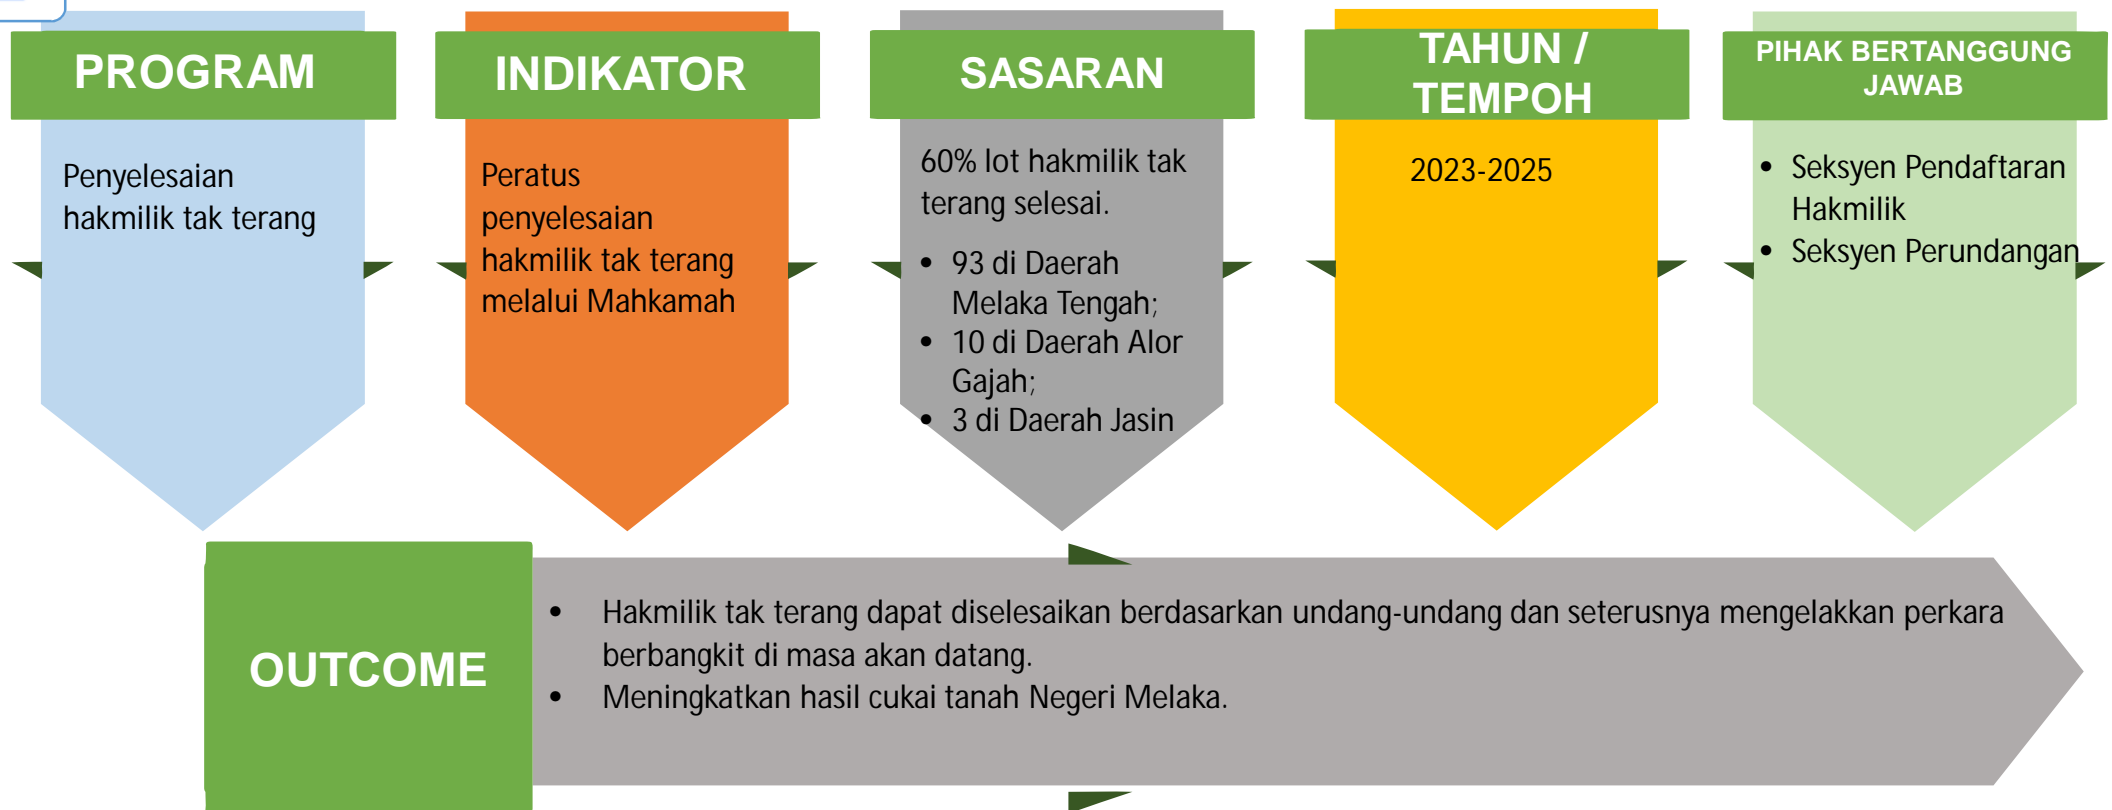 PROGRAM
Penyelesaian
hakmilik tak terang
INDIKATOR
Peratus
penyelesaian
hakmilik tak terang
melalui Mahkamah
SASARAN
60% lot hakmilik tak
terang selesai.
• 93 di Daerah
Melaka Tengah;
• 10 di Daerah Alor
Gajah;
• 3 di Daerah Jasin
TAHUN /
TEMPOH
2023-2025
PIHAK BERTANGGUNG
JAWAB
• Seksyen Pendaftaran
Hakmilik
• Seksyen Perundangan
OUTCOME
• Hakmilik tak terang dapat diselesaikan berdasarkan undang-undang dan seterusnya mengelakkan perkara
berbangkit di masa akan datang.
• Meningkatkan hasil cukai tanah Negeri Melaka.